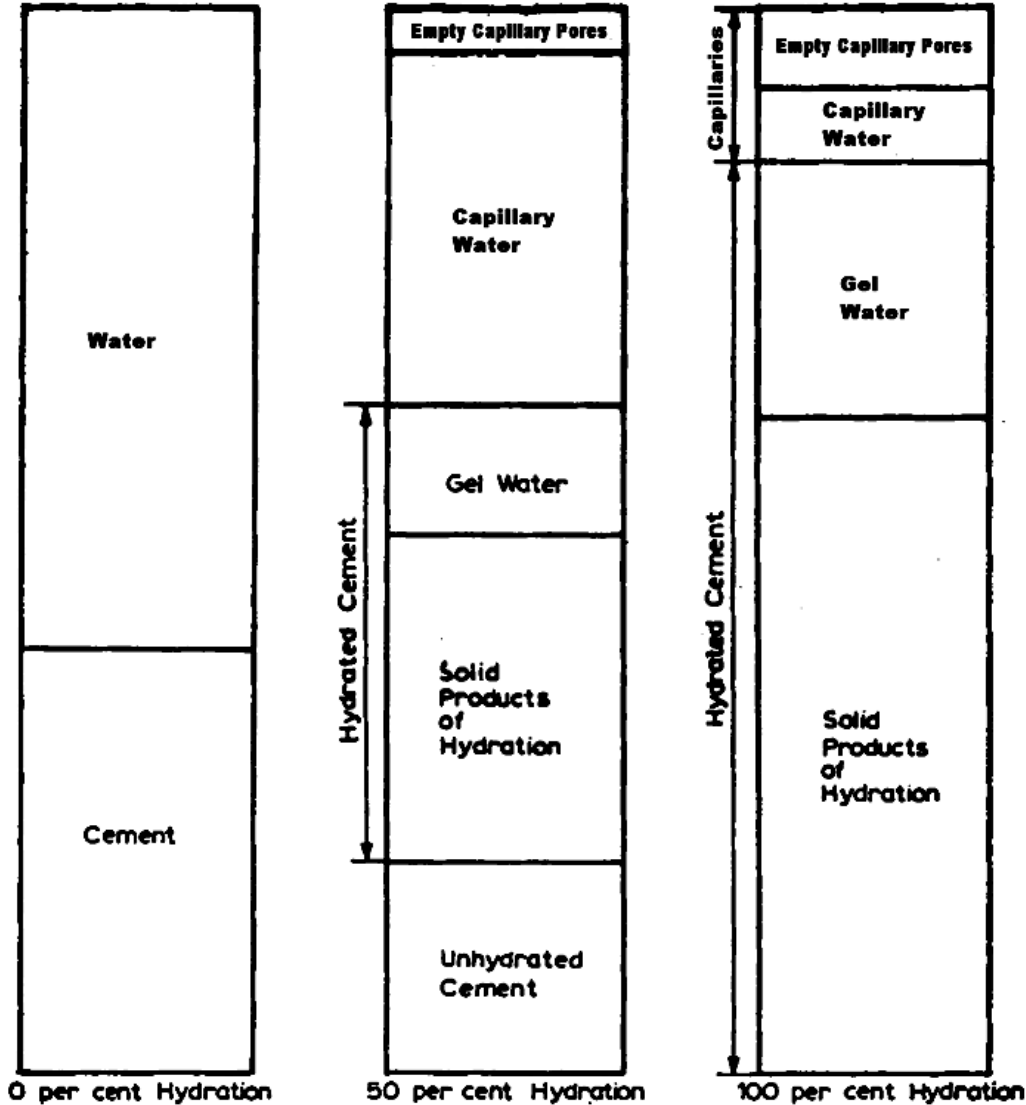 Water
Cement
0 per cent Hydration
Empty Capillary Pores
Capillary
Water
Gel Water
Hydrated Cement
Solid
Products
of
Hydration
Unhydrated
Cement
50 per cent Hydration
Capillaries
Empty Capillary Pores
Capillary
Water
Gel
Water
Hydrated Cement
Solid
Products
of
Hydration
100 per cent Hydration